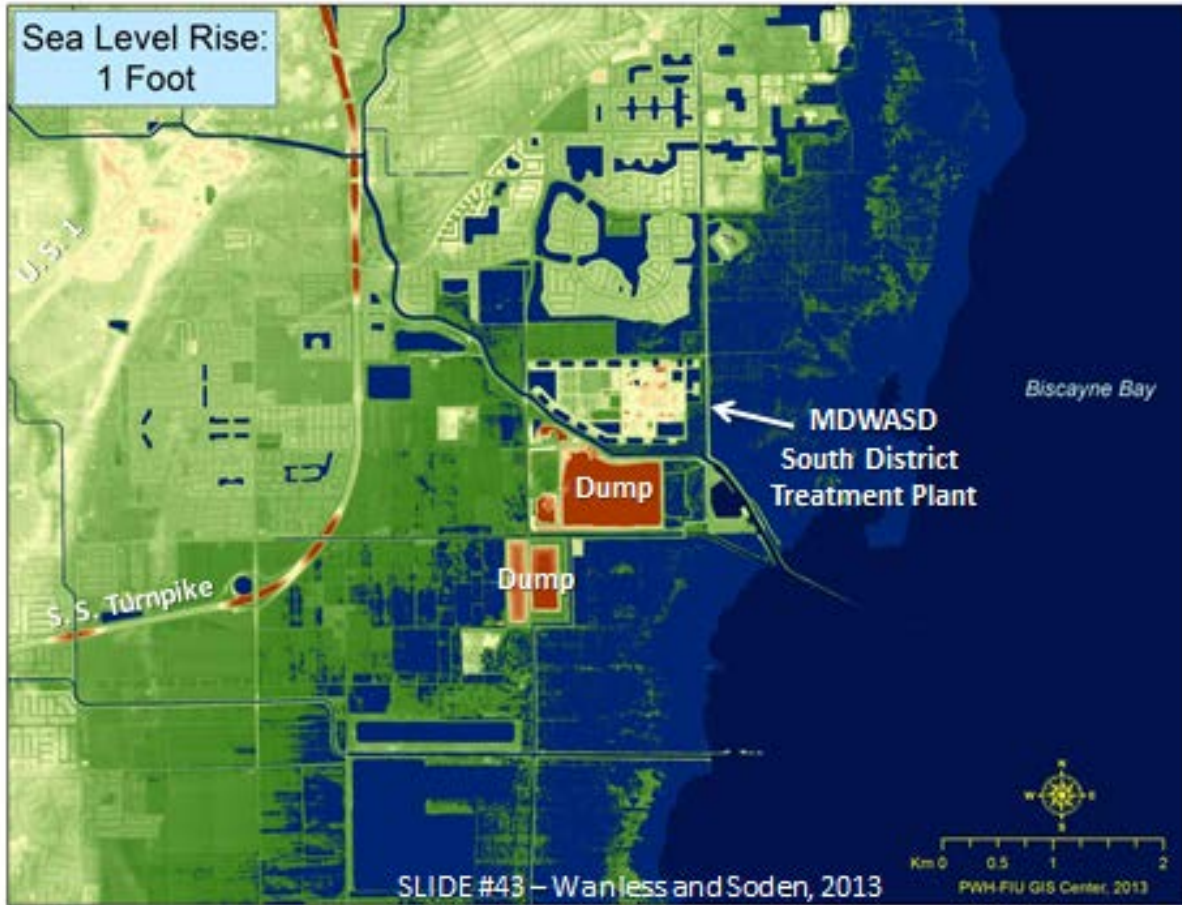 Sea Level Rise:
1 Foot
U. S. 1
Biscayne Bay
MDWASD
South District
Treatment Plant
Dump
Dump
S. S. Turnpike
N
W E
S
Km 0 0.5 1 2
SLIDE #43 – Wanless and Soden, 2013
PWH-FIU GIS Center, 2013